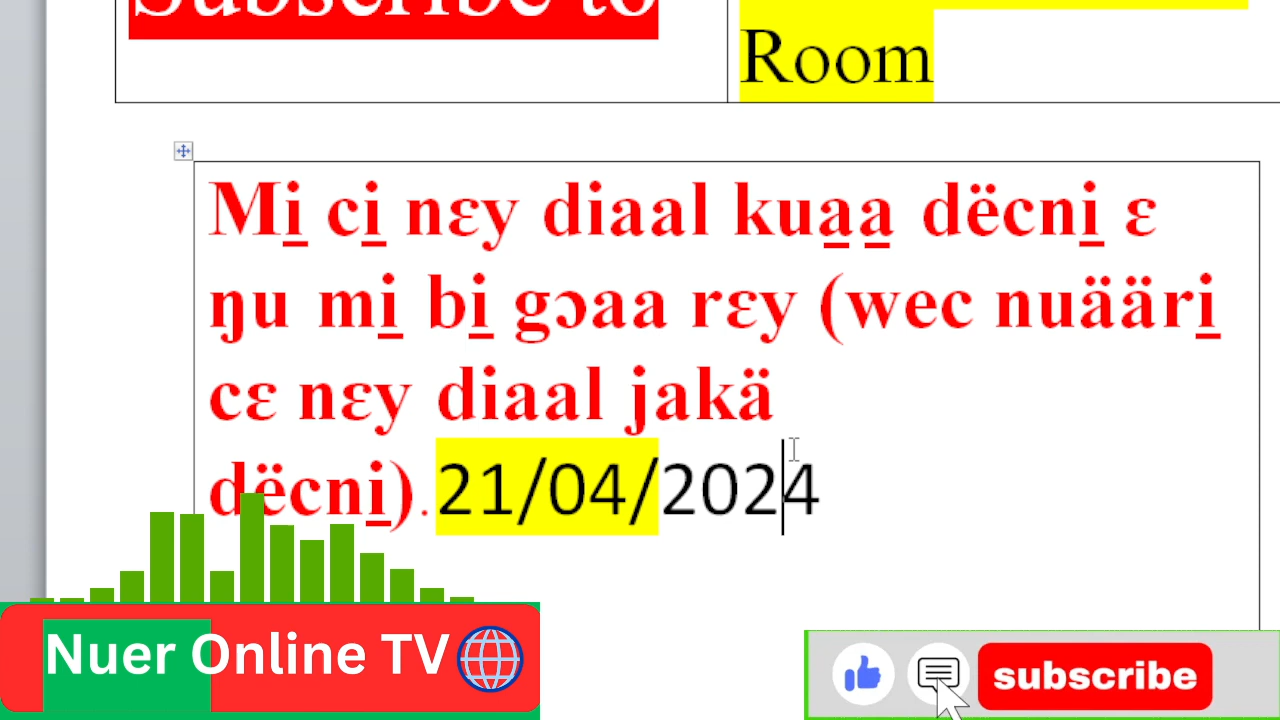 Subscribe to
Room
Mi̱ ci̱ nɛy diaal kua̱a̱ dëcni̱ ɛ
ŋu mi̱ bi̱ gɔaa rɛy (wec nuääri̱
cɛ nɛy diaal jakä
dëcni̱).21/04/2024
Nuer Online TV
subscribe